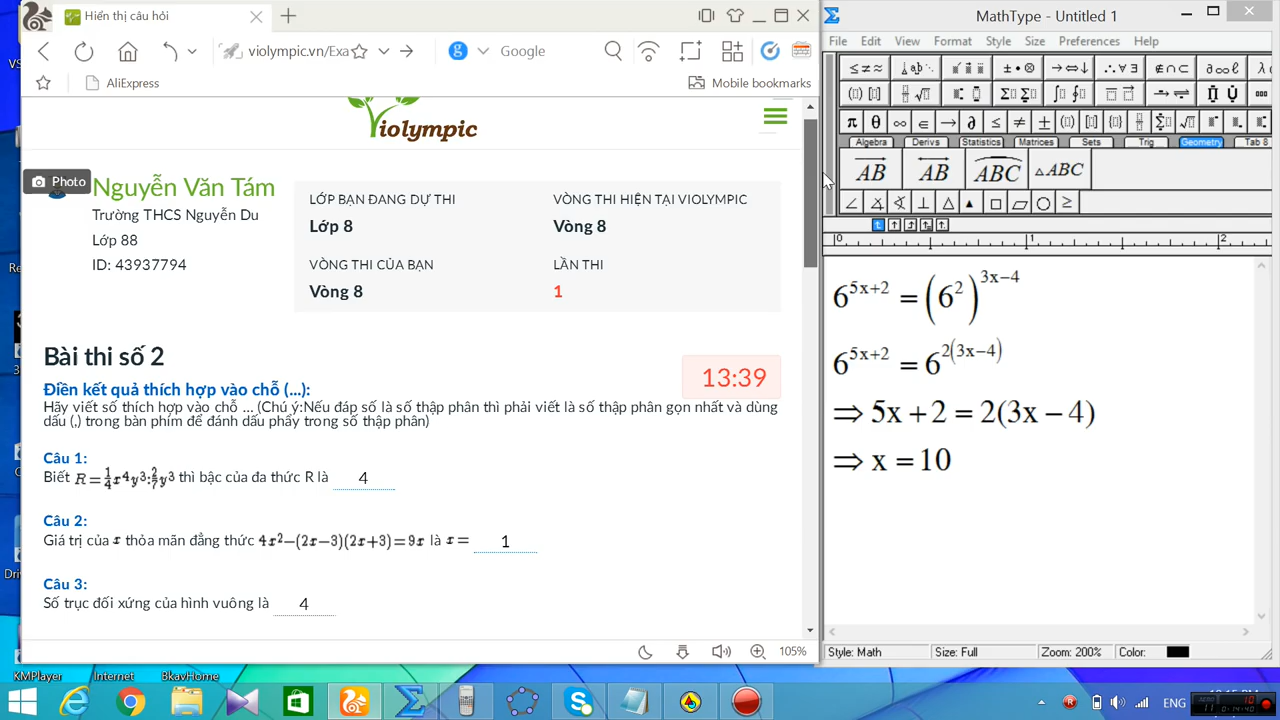 Hiển thị câu hỏi
violympic.vn/Exa
Google
AliExpress
Mobile bookmarks
Violympic
Photo
Nguyễn Văn Tám
Trường THCS Nguyễn Du
Lớp 88
ID: 43937794
LỚP BẠN ĐANG DỰ THI
Lớp 8
VÒNG THI HIỆN TẠI VIOLYMPIC
Vòng 8
VÒNG THI CỦA BẠN
Vòng 8
LẦN THI
1
Bài thi số 2
13:39
Điền kết quả thích hợp vào chỗ (...):
Hãy viết số thích hợp vào chỗ ... (Chú ý:Nếu đáp số là số thập phân thì phải viết là số thập phân gọn nhất và dùng
dấu (,) trong bàn phím để đánh dấu phẩy trong số thập phân)
Câu 1:
Biết R=1/4x⁴y³:2/7y³ thì bậc của đa thức R là 4
Câu 2:
Giá trị của x thỏa mãn đẳng thức 4x²−(2x−3)(2x+3)=9x là x= 1
Câu 3:
Số trục đối xứng của hình vuông là 4
105%
MathType - Untitled 1
File Edit View Format Style Size Preferences Help
Algebra Derivs Statistics Matrices Sets Trig Geometry Tab 8
AB AB ABC △ABC
0 1 2
6^(5x+2) = (6²)^(3x−4)
6^(5x+2) = 6^(2(3x−4))
⇒ 5x + 2 = 2(3x − 4)
⇒ x = 10
Style: Math Size: Full Zoom: 200% Color:
KMPlayer Internet BkavHome
ENG